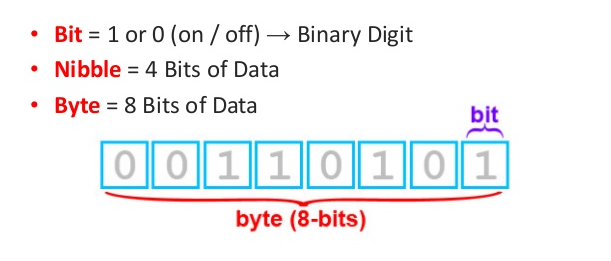 • Bit = 1 or 0 (on / off) → Binary Digit
• Nibble = 4 Bits of Data
• Byte = 8 Bits of Data
bit
0 0 1 1 0 1 0 1
byte (8-bits)